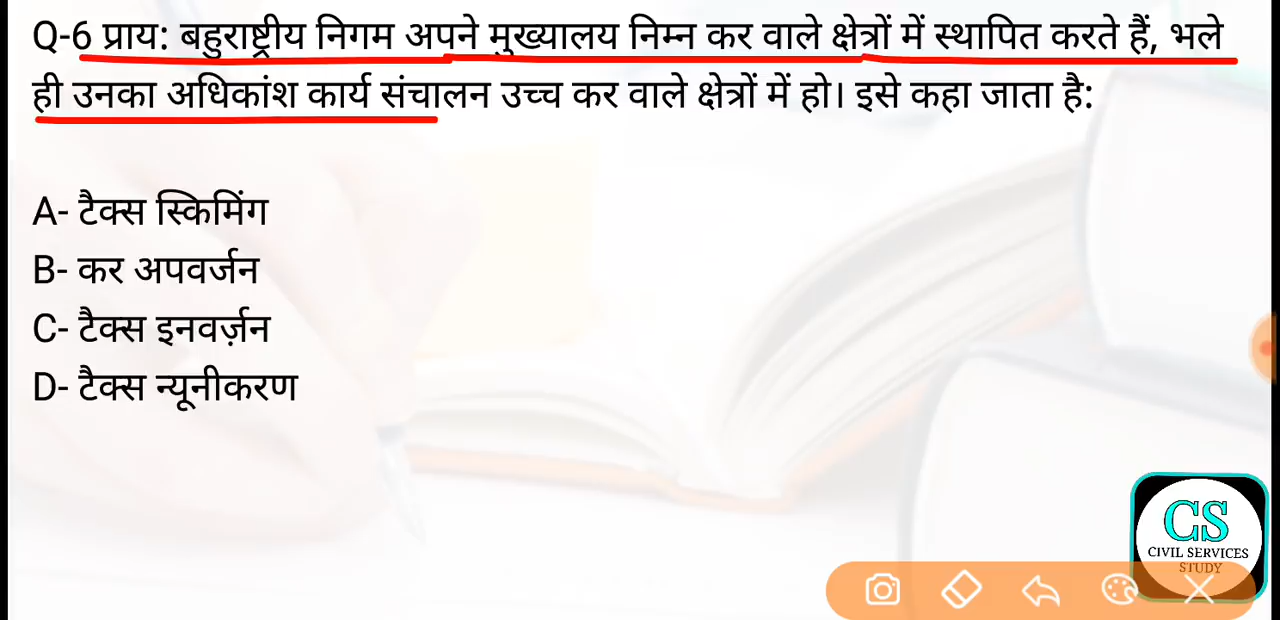 Q-6 प्राय: बहुराष्ट्रीय निगम अपने मुख्यालय निम्न कर वाले क्षेत्रों में स्थापित करते हैं, भले
ही उनका अधिकांश कार्य संचालन उच्च कर वाले क्षेत्रों में हो। इसे कहा जाता है:
A- टैक्स स्किमिंग
B- कर अपवर्जन
C- टैक्स इनवर्ज़न
D- टैक्स न्यूनीकरण
CS
CIVIL SERVICES
STUDY